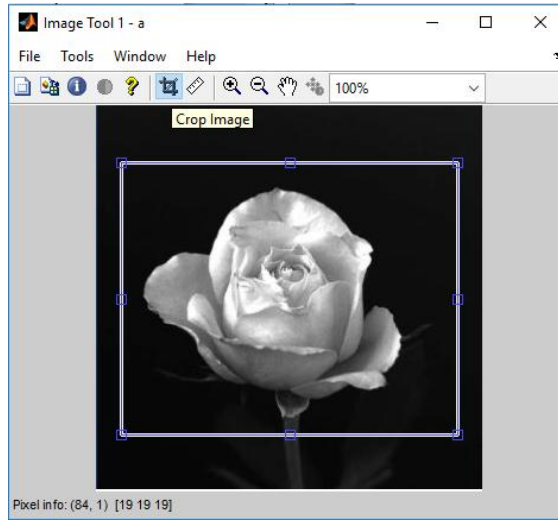 Image Tool 1 - a
File Tools Window Help
100%
Crop Image
Pixel info: (84, 1) [19 19 19]